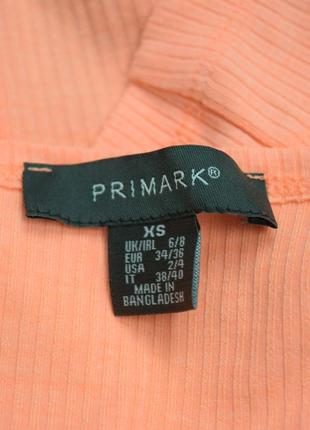 PRIMARK®
XS
UK/IRL 6/8
EUR 34/36
USA 2/4
IT 38/40
MADE IN
BANGLADESH